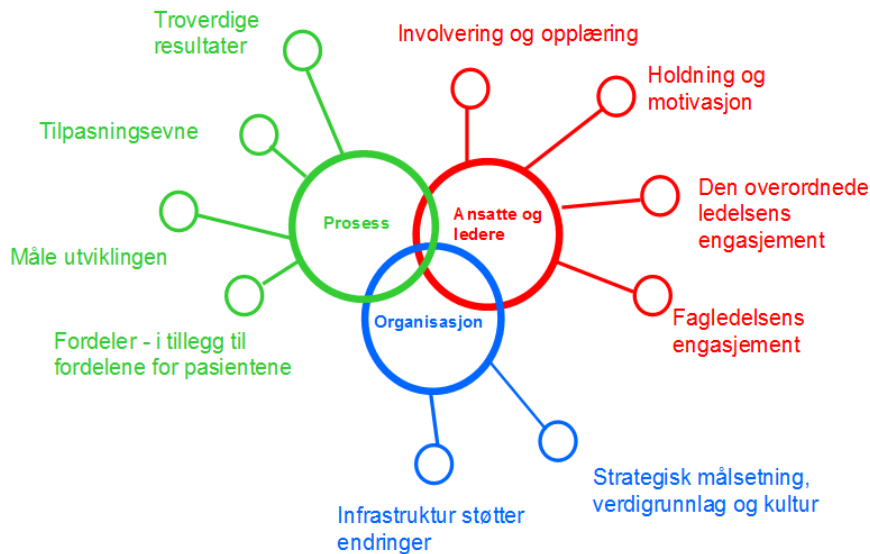 Troverdige
resultater
Involvering og opplæring
Holdning og
motivasjon
Tilpasningsevne
Den overordnede
ledelsens
engasjement
Prosess
Ansatte og
ledere
Måle utviklingen
Fagledelsens
engasjement
Organisasjon
Fordeler - i tillegg til
fordelene for pasientene
Strategisk målsetning,
verdigrunnlag og kultur
Infrastruktur støtter
endringer